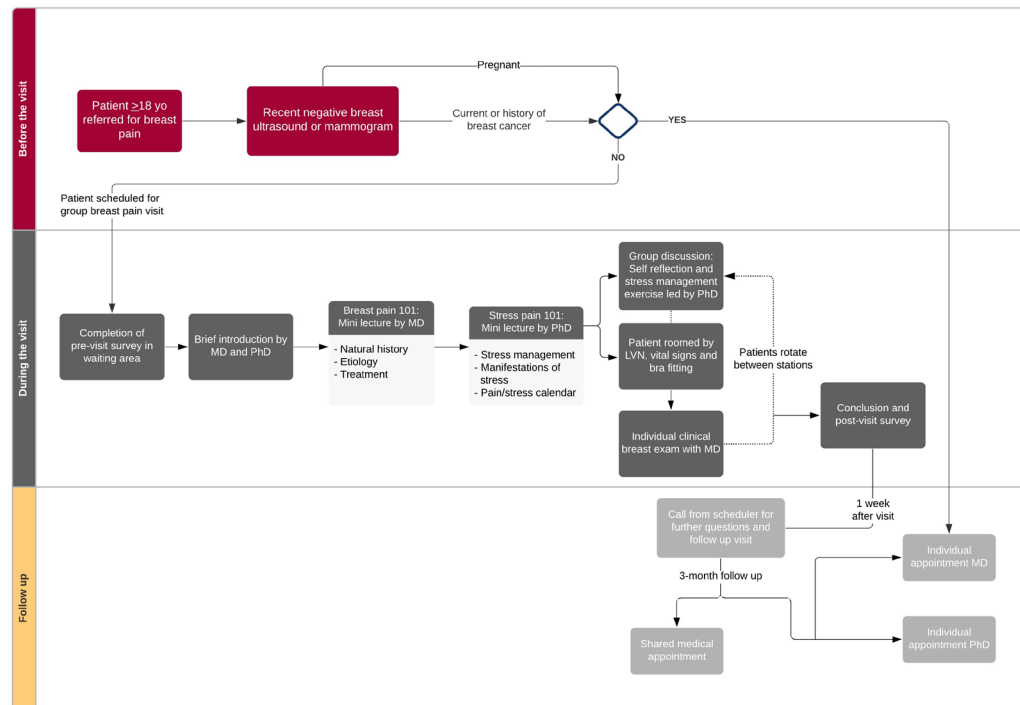 Before the visit
Pregnant
Patient ≥18 yo
referred for breast
pain
Recent negative breast
ultrasound or mammogram
Current or history of
breast cancer
YES
NO
Patient scheduled for
group breast pain visit
During the visit
Completion of
pre-visit survey in
waiting area
Brief introduction by
MD and PhD
Breast pain 101:
Mini lecture by MD
- Natural history
- Etiology
- Treatment
Stress pain 101:
Mini lecture by PhD
- Stress management
- Manifestations of
stress
- Pain/stress calendar
Group discussion:
Self reflection and
stress management
exercise led by PhD
Patient roomed by
LVN, vital signs and
bra fitting
Individual clinical
breast exam with MD
Patients rotate
between stations
Conclusion and
post-visit survey
Follow up
1 week
after visit
Call from scheduler for
further questions and
follow up visit
3-month follow up
Shared medical
appointment
Individual
appointment MD
Individual
appointment PhD